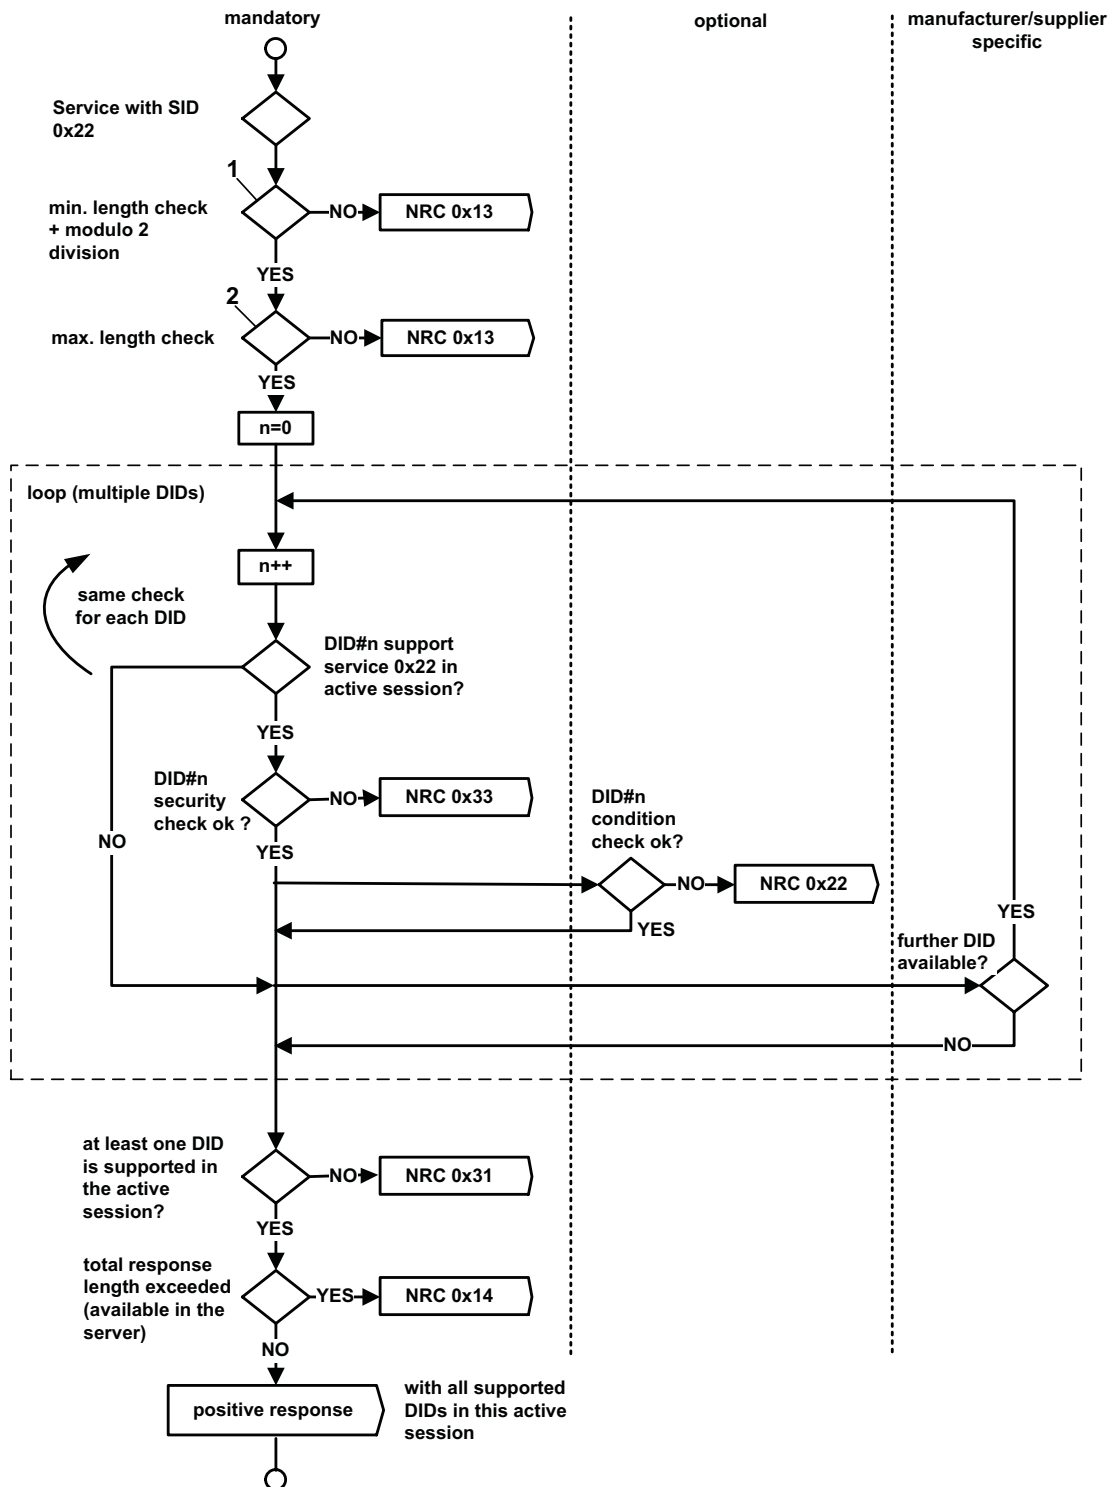 mandatory
optional
manufacturer/supplier
specific
Service with SID
0x22
1
min. length check
+ modulo 2
division
NO
NRC 0x13
YES
2
max. length check
NO
NRC 0x13
YES
n=0
loop (multiple DIDs)
n++
same check
for each DID
DID#n support
service 0x22 in
active session?
YES
DID#n
security
check ok ?
NO
NRC 0x33
DID#n
condition
check ok?
NO
YES
NO
NRC 0x22
YES
YES
further DID
available?
NO
at least one DID
is supported in
the active
session?
NO
NRC 0x31
YES
total response
length exceeded
(available in the
server)
YES
NRC 0x14
NO
positive response
with all supported
DIDs in this active
session